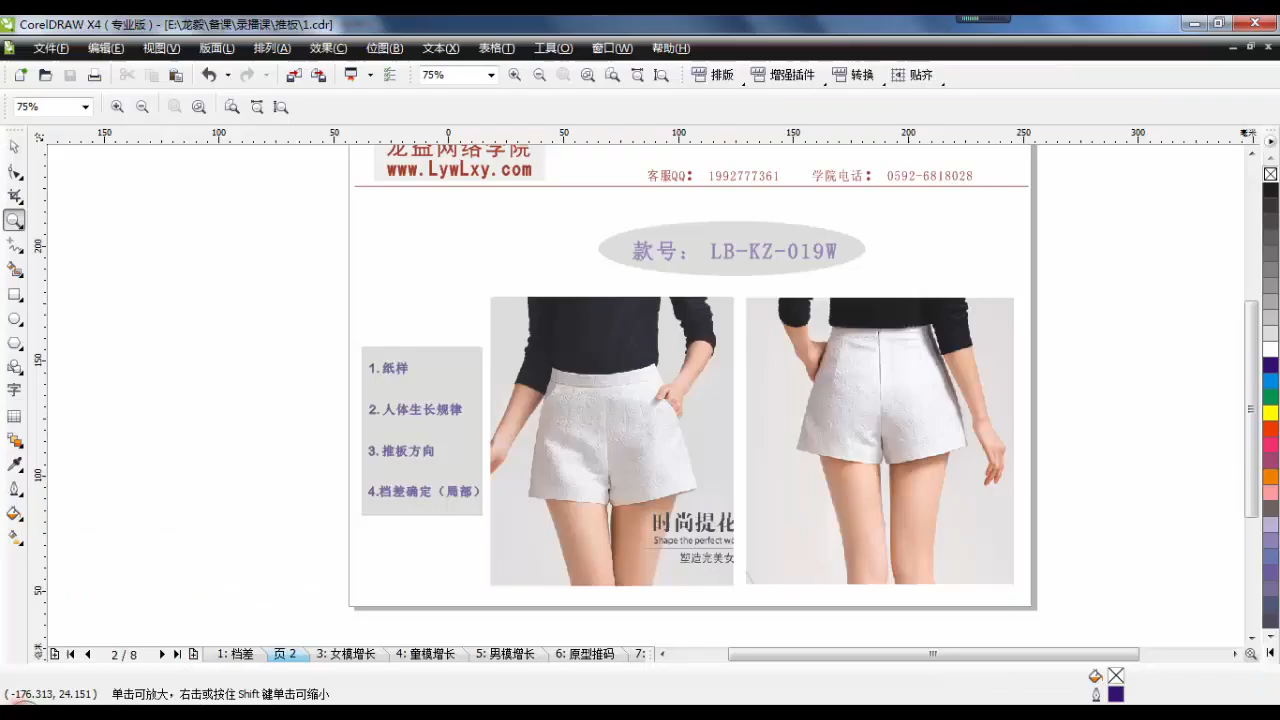 CorelDRAW X4 ( 专业版 ) - [E:\龙毅\备课\录播课\推板\1.cdr]
文件(F) 编辑(E) 视图(V) 版面(L) 排列(A) 效果(C) 位图(B) 文本(X) 表格(T) 工具(O) 窗口(W) 帮助(H)
75% 排版 增强插件 转换 贴齐
75%
150 100 50 0 50 100 150 200 250 300 毫米
龙盆网络学院
www.LywLxy.com
客服QQ： 1992777361 学院电话： 0592-6818028
200
款号： LB-KZ-019W
150
1.纸样
2.人体生长规律
3.推板方向
4.档差确定（局部）
100
时尚提花
Shape the perfect wo
塑造完美女
50
2 / 8 1: 档差 页 2 3: 女模增长 4: 童模增长 5: 男模增长 6: 原型推码 7:
(-176.313, 24.151) 单击可放大，右击或按住 Shift 键单击可缩小